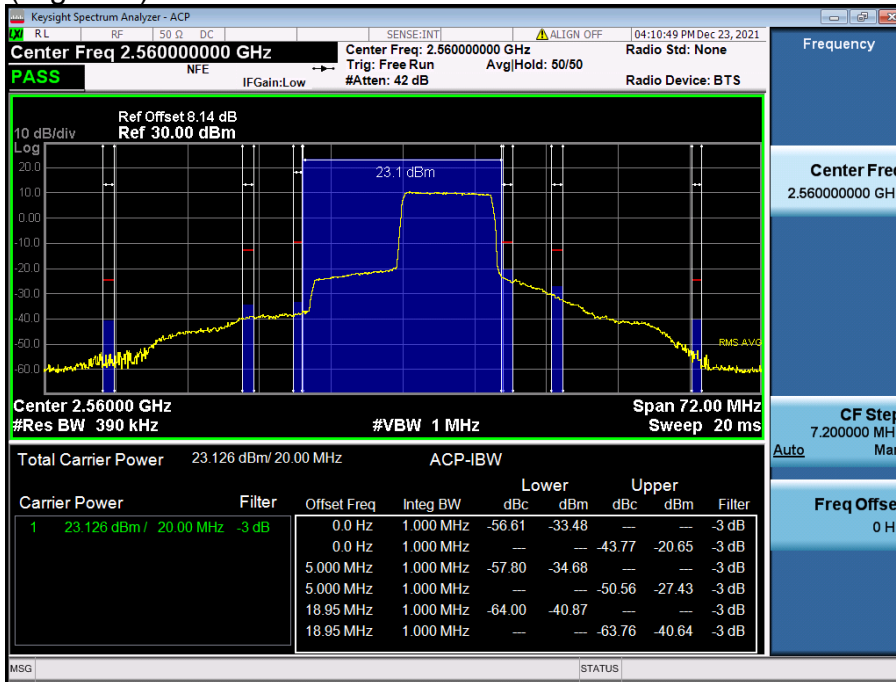 Keysight Spectrum Analyzer - ACP
LXI RL RF 50 Ω DC SENSE:INT ALIGN OFF 04:10:49 PM Dec 23, 2021
Center Freq 2.560000000 GHz Center Freq: 2.560000000 GHz Radio Std: None
NFE Trig: Free Run Avg|Hold: 50/50
PASS IFGain:Low #Atten: 42 dB Radio Device: BTS
Frequency
Ref Offset 8.14 dB
10 dB/div Ref 30.00 dBm
Log
20.0
10.0
0.00
-10.0
-20.0
-30.0
-40.0
-50.0
-60.0
23.1 dBm
RMS AVG
Center 2.56000 GHz Span 72.00 MHz
#Res BW 390 kHz #VBW 1 MHz Sweep 20 ms
Center Freq
2.560000000 GH
CF Step
7.200000 MH
Auto Man
Freq Offse
0 H
Total Carrier Power 23.126 dBm/ 20.00 MHz ACP-IBW
Lower Upper
Carrier Power Filter Offset Freq Integ BW dBc dBm dBc dBm Filter
1 23.126 dBm / 20.00 MHz -3 dB 0.0 Hz 1.000 MHz -56.61 -33.48 --- --- -3 dB
0.0 Hz 1.000 MHz --- --- -43.77 -20.65 -3 dB
5.000 MHz 1.000 MHz -57.80 -34.68 --- --- -3 dB
5.000 MHz 1.000 MHz --- --- -50.56 -27.43 -3 dB
18.95 MHz 1.000 MHz -64.00 -40.87 --- --- -3 dB
18.95 MHz 1.000 MHz --- --- -63.76 -40.64 -3 dB
MSG STATUS